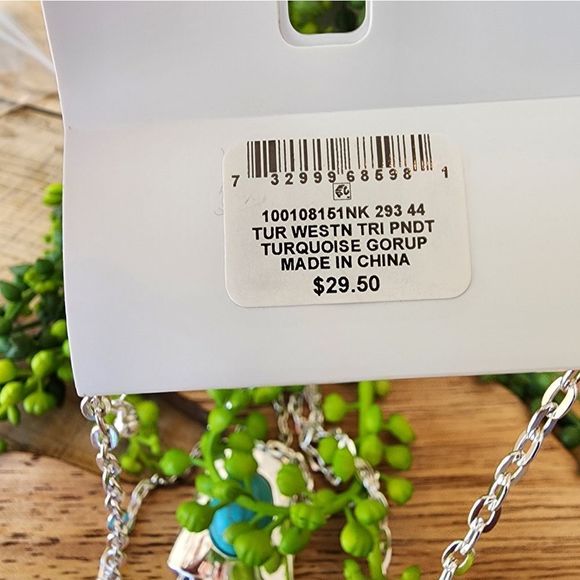 7 32999 68598 1
100108151NK 293 44
TUR WESTN TRI PNDT
TURQUOISE GORUP
MADE IN CHINA
$29.50